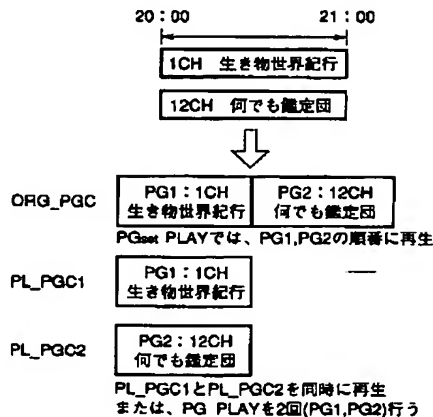 20：00 21：00
1CH 生き物世界紀行
12CH 何でも鑑定団
ORG_PGC
PG1：1CH
生き物世界紀行
PG2：12CH
何でも鑑定団
PGset PLAYでは、PG1,PG2の順番に再生
PL_PGC1
PG1：1CH
生き物世界紀行
PL_PGC2
PG2：12CH
何でも鑑定団
PL_PGC1とPL_PGC2を同時に再生
または、PG PLAYを2回(PG1,PG2)行う